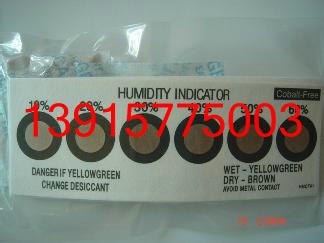 HUMIDITY INDICATOR
Cobalt-Free
10% 20% 30% 40% 50% 60%
13915775003
DANGER IF YELLOWGREEN
CHANGE DESICCANT
WET - YELLOWGREEN
DRY - BROWN
AVOID METAL CONTACT